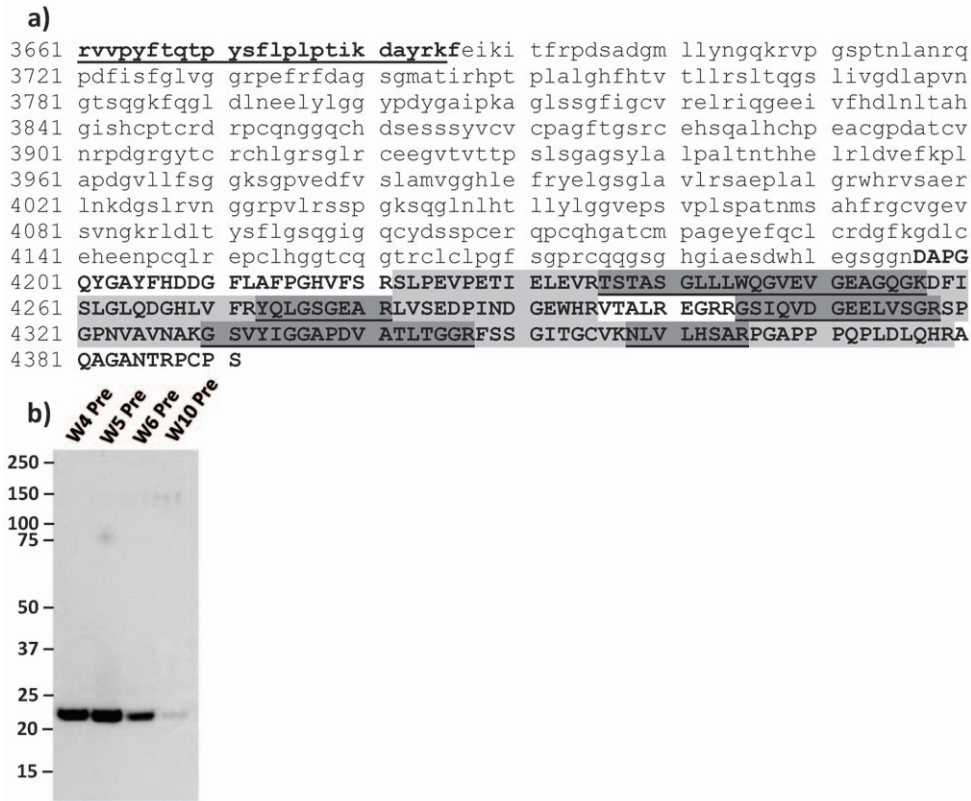 a)
3661 rvvpyftqtp ysflplptik dayrkfeiki tfrpdsadgm llyngqkrvp gsptnlanrq
3721 pdfisfglvg grpefrfdag sgmatirhpt plalghfhtv tllrsltqgs livgdlapvn
3781 gtsqgkfqgl dlneelylgg ypdygaipka glssgfigcv relriqgeei vfhdlnltah
3841 gishcptcrd rpcqnggqch dsesssyvcv cpagftgsrc ehsqalhchp eacgpdatcv
3901 nrpdgrgytc rchlgrsglr ceegvtvttp slsgagsyla lpaltnthhe lrldvefkpl
3961 apdgvllfsg gksgpvedfv slamvgghle fryelgsgla vlrsaeplal grwhrvsaer
4021 lnkdgslrvn ggrpvlrssp gksqglnlht llylggveps vplspatnms ahfrgcvgev
4081 svngkrldlt ysflgsqgig qcydsspcer qpcqhgatcm pageyefqcl crdgfkgdlc
4141 eheenpcqlr epclhggtcq gtrclclpgf sgprcqqgsg hgiaesdwhl egsggnDAPG
4201 QYGAYFHDDG FLAFPGHVFS RSLPEVPETI ELEVRTSTAS GLLLWQGVEV GEAGQGKDFI
4261 SLGLQDGHLV FRYQLGSGEA RLVSEDPIND GEWHRVTALR EGRRGSIQVD GEELVSGRSP
4321 GPNVAVNAKG SVYIGGAPDV ATLTGGRFSS GITGCVKNLV LHSARPGAPP PQPLDLQHRA
4381 QAGANTRPCP S
b)
W4 Pre W5 Pre W6 Pre W10 Pre
250
150
100
75
50
37
25
20
15